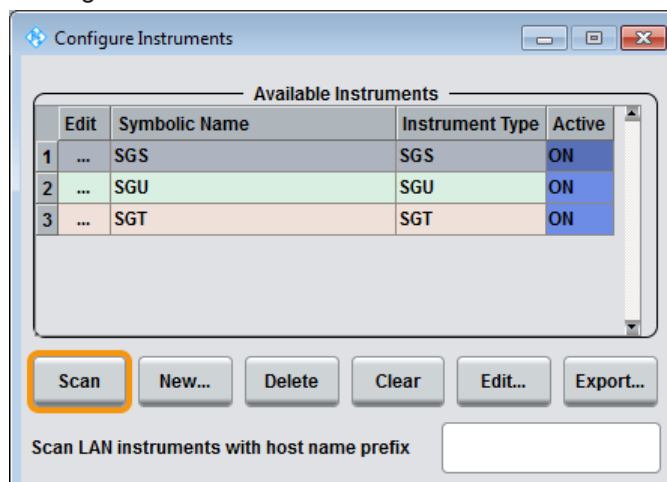 Configure Instruments
Available Instruments
Edit Symbolic Name Instrument Type Active
1 ... SGS SGS ON
2 ... SGU SGU ON
3 ... SGT SGT ON
Scan New... Delete Clear Edit... Export...
Scan LAN instruments with host name prefix